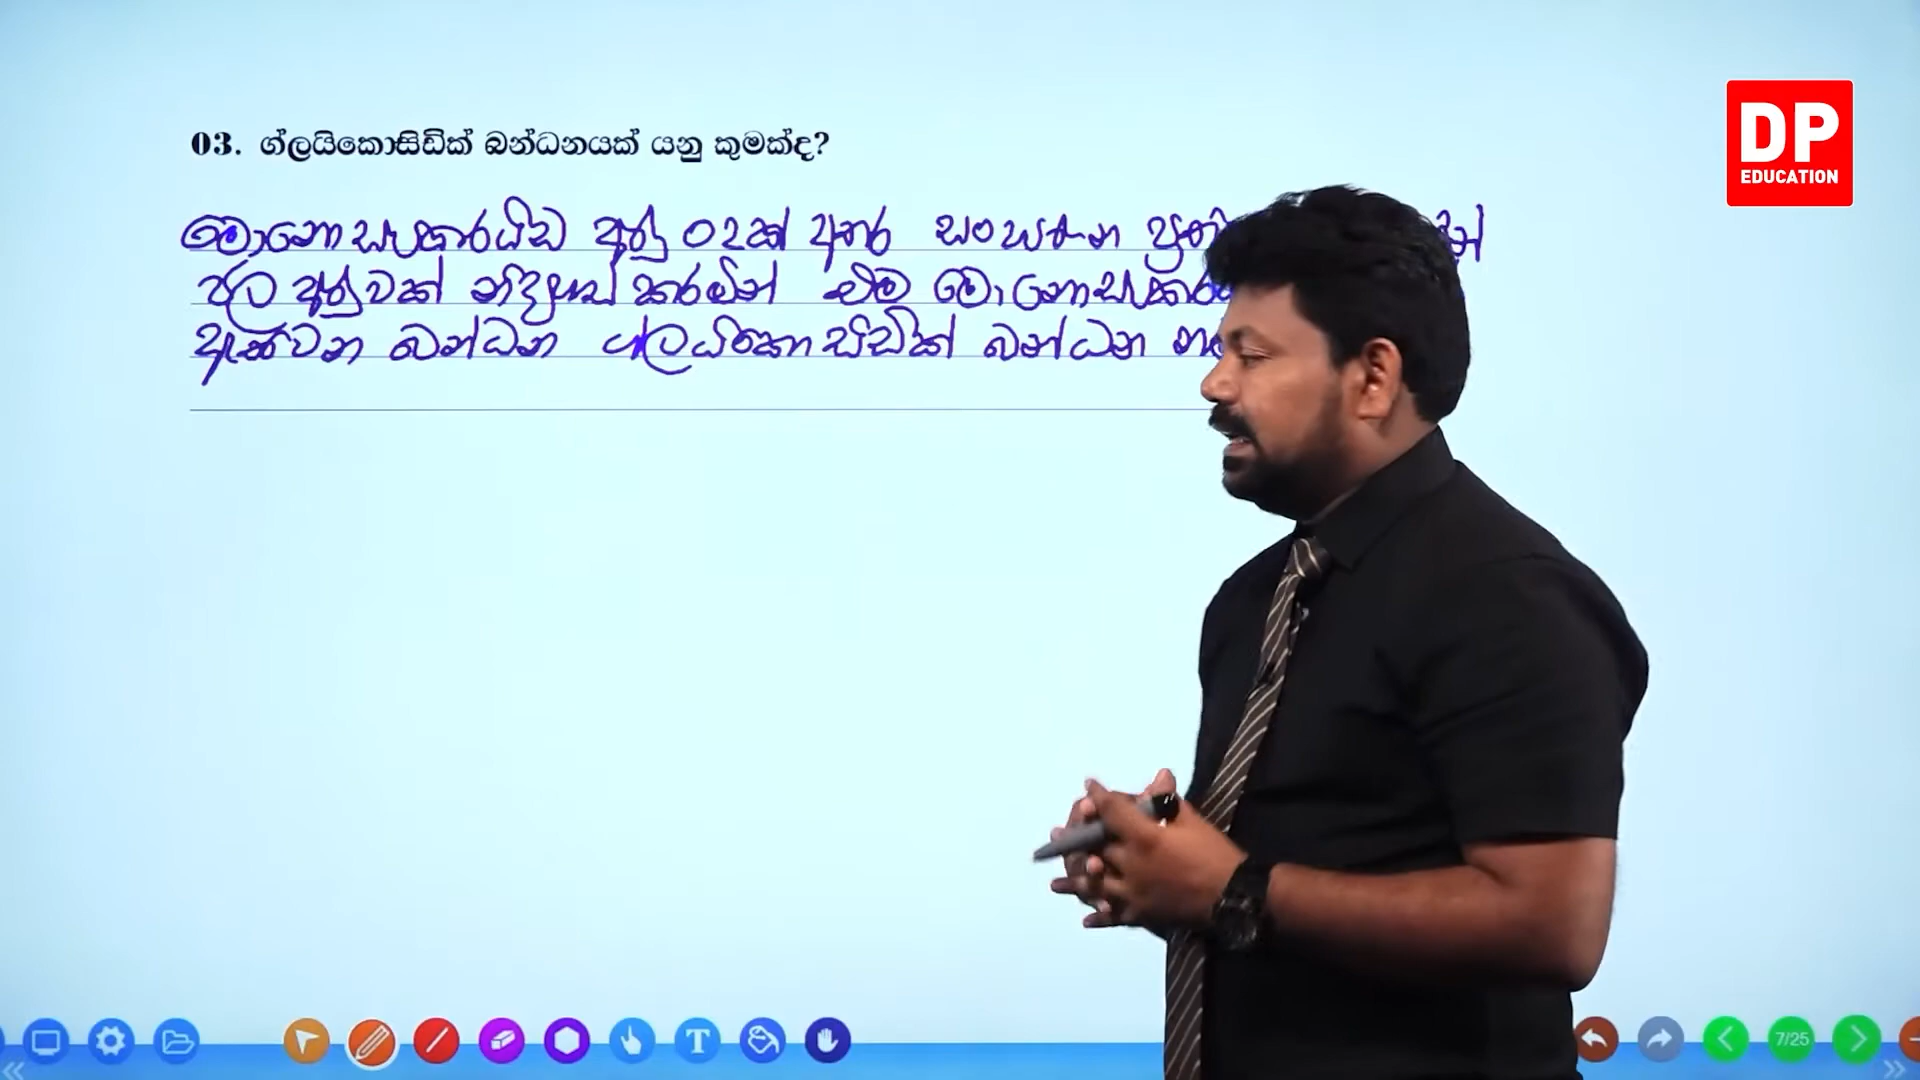 DP
EDUCATION
03. ග්ලයිකොසිඩික් බන්ධනයක් යනු කුමක්ද?
මොනොසැකරයිඩ අණු 02ක් අතර සංඝනන
ජල අණුවක් නිදහස් කරමින් එම
ඇතිවන බන්ධන ග්ලයිකොසිඩික් බන්ධන
T
7/25